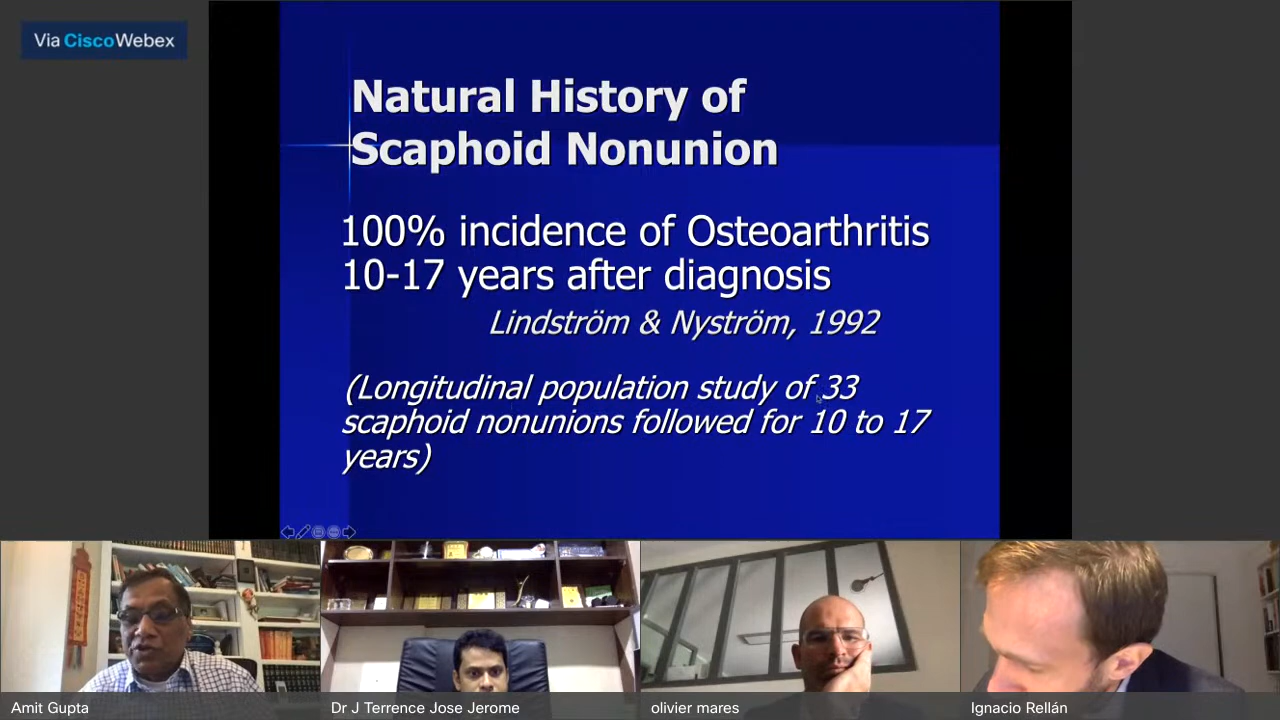 Via CiscoWebex
Natural History of
Scaphoid Nonunion
100% incidence of Osteoarthritis
10-17 years after diagnosis
Lindström & Nyström, 1992
(Longitudinal population study of 33
scaphoid nonunions followed for 10 to 17
years)
Amit Gupta
Dr J Terrence Jose Jerome
olivier mares
Ignacio Rellán